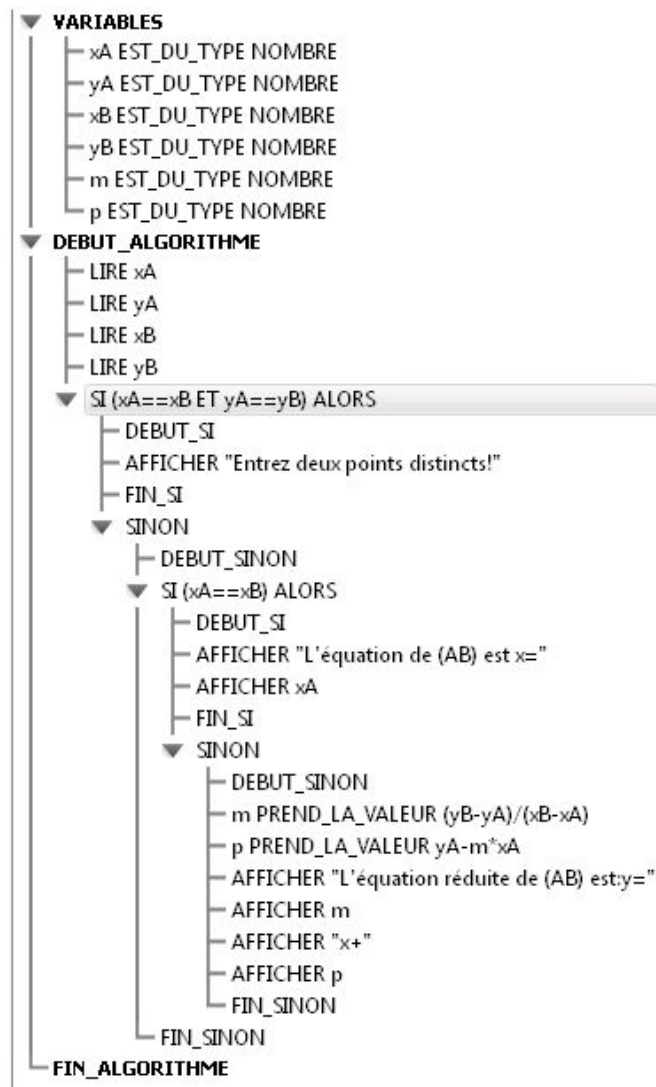 VARIABLES
xA EST_DU_TYPE NOMBRE
yA EST_DU_TYPE NOMBRE
xB EST_DU_TYPE NOMBRE
yB EST_DU_TYPE NOMBRE
m EST_DU_TYPE NOMBRE
p EST_DU_TYPE NOMBRE
DEBUT_ALGORITHME
LIRE xA
LIRE yA
LIRE xB
LIRE yB
SI (xA==xB ET yA==yB) ALORS
DEBUT_SI
AFFICHER "Entrez deux points distincts!"
FIN_SI
SINON
DEBUT_SINON
SI (xA==xB) ALORS
DEBUT_SI
AFFICHER "L'équation de (AB) est x="
AFFICHER xA
FIN_SI
SINON
DEBUT_SINON
m PREND_LA_VALEUR (yB-yA)/(xB-xA)
p PREND_LA_VALEUR yA-m*xA
AFFICHER "L'équation réduite de (AB) est:y="
AFFICHER m
AFFICHER "x+"
AFFICHER p
FIN_SINON
FIN_SINON
FIN_ALGORITHME